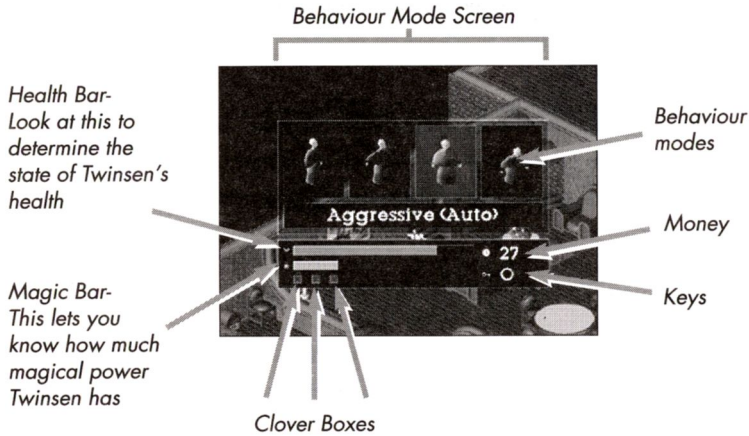 Behaviour Mode Screen
Health Bar-
Look at this to
determine the
state of Twinsen's
health
Behaviour
modes
Aggressive (Auto)
Money
27
Keys
0
Magic Bar-
This lets you
know how much
magical power
Twinsen has
Clover Boxes